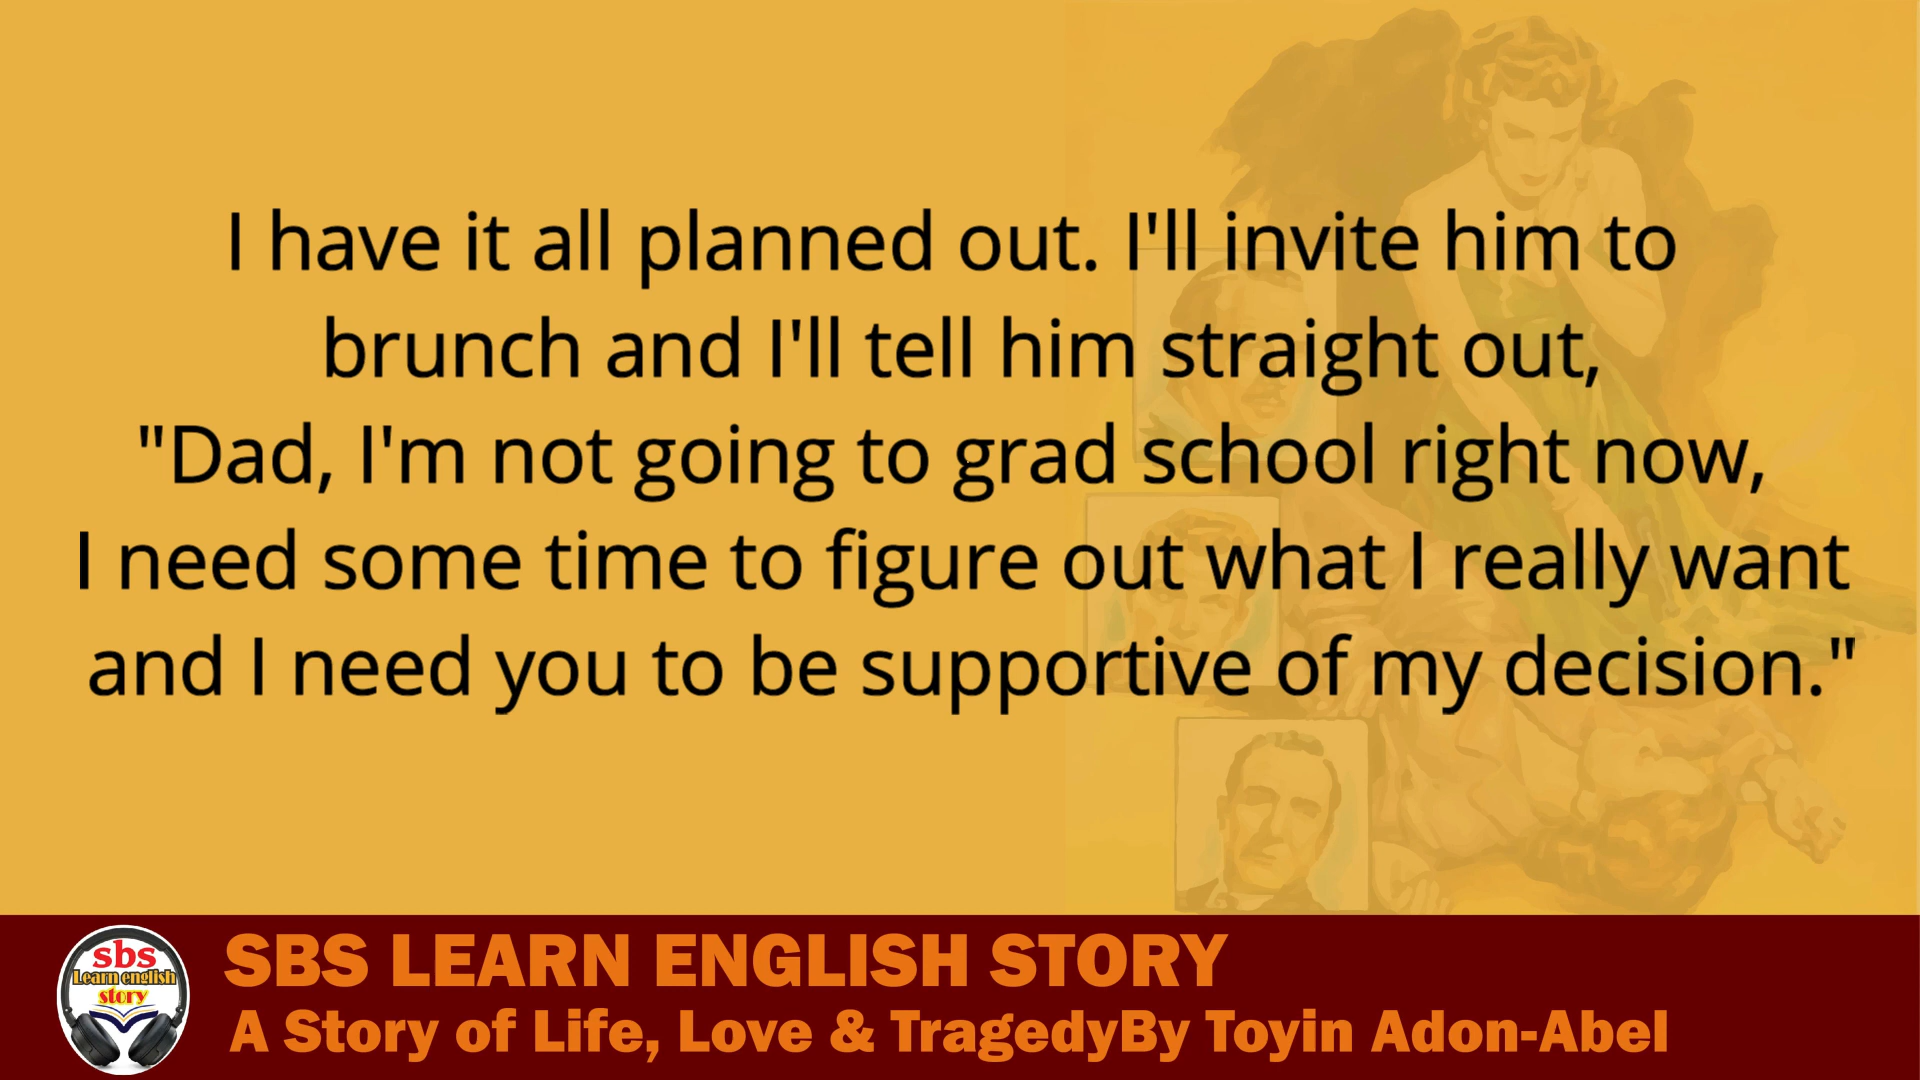 I have it all planned out. I'll invite him to
brunch and I'll tell him straight out,
"Dad, I'm not going to grad school right now,
I need some time to figure out what I really want
and I need you to be supportive of my decision."
sbs
Learn english
story
SBS LEARN ENGLISH STORY
A Story of Life, Love & TragedyBy Toyin Adon-Abel